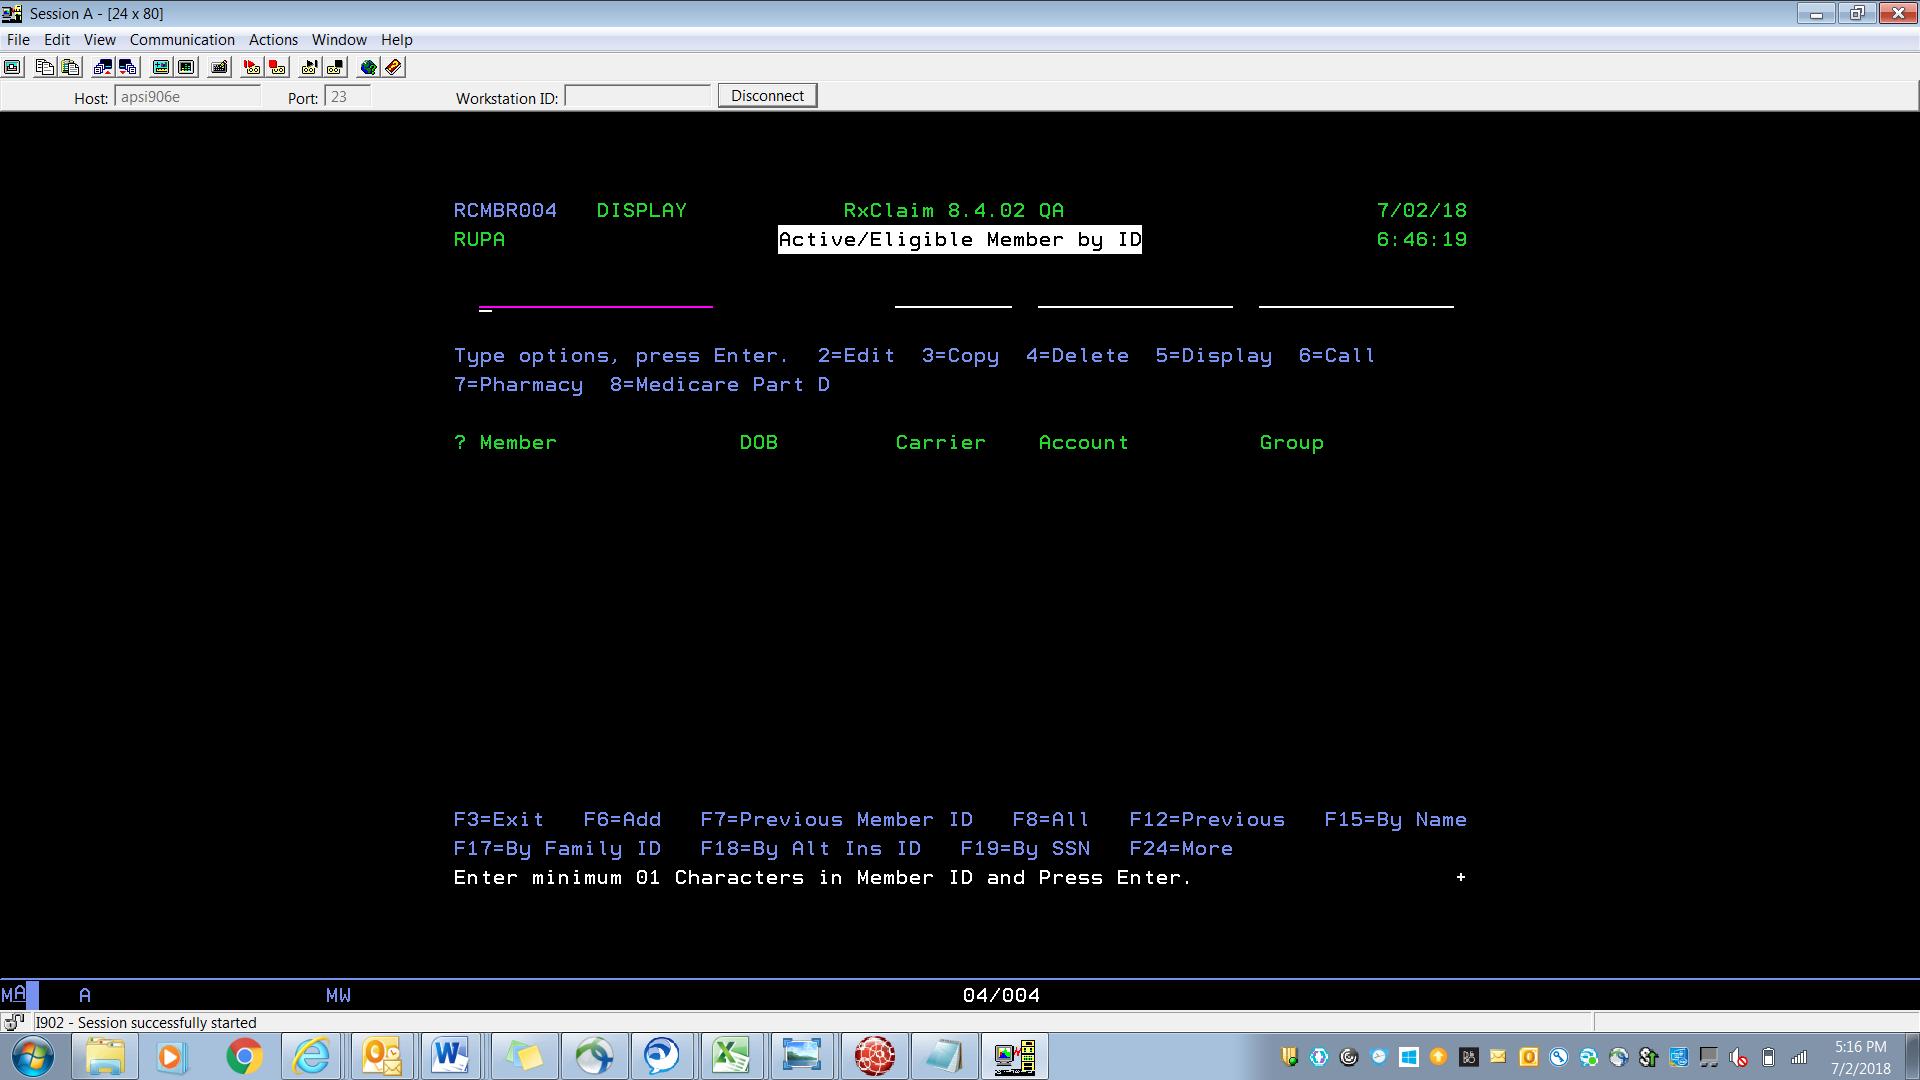 Session A - [24 x 80]
File Edit View Communication Actions Window Help
Host: apsi906e Port: 23 Workstation ID: Disconnect
RCMBR004 DISPLAY RxClaim 8.4.02 QA 7/02/18
RUPA Active/Eligible Member by ID 6:46:19
Type options, press Enter. 2=Edit 3=Copy 4=Delete 5=Display 6=Call
7=Pharmacy 8=Medicare Part D
? Member DOB Carrier Account Group
F3=Exit F6=Add F7=Previous Member ID F8=All F12=Previous F15=By Name
F17=By Family ID F18=By Alt Ins ID F19=By SSN F24=More
Enter minimum 01 Characters in Member ID and Press Enter. +
MA A MW 04/004
I902 - Session successfully started
5:16 PM
7/2/2018